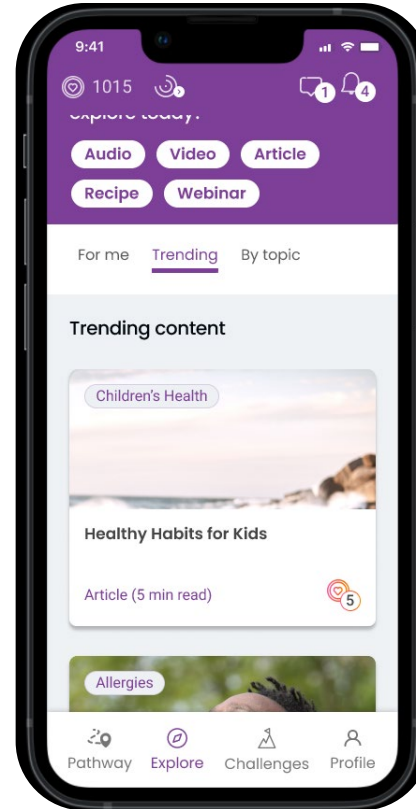 9:41
1015
1
4
explore today?
Audio Video Article
Recipe Webinar
For me Trending By topic
Trending content
Children's Health
Healthy Habits for Kids
Article (5 min read)
5
Allergies
Pathway Explore Challenges Profile